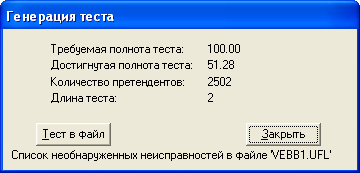 Генерация теста
Требуемая полнота теста: 100.00
Достигнутая полнота теста: 51.28
Количество претендентов: 2502
Длина теста: 2
Тест в файл Закрыть
Список необнаруженных неисправностей в файле 'VEBB1.UFL'